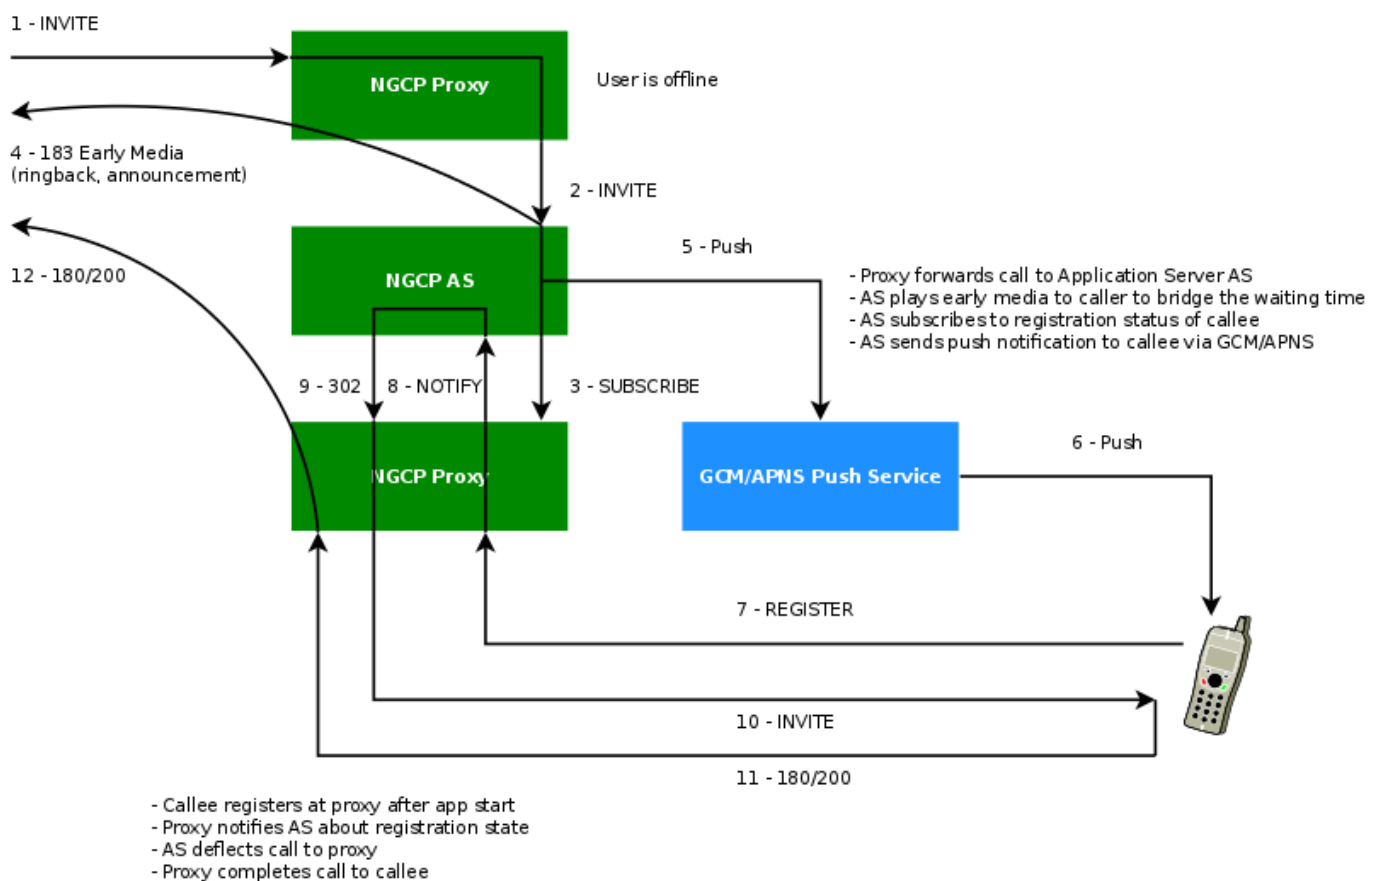 1 - INVITE
NGCP Proxy
User is offline
4 - 183 Early Media
(ringback, announcement)
2 - INVITE
5 - Push
12 - 180/200
NGCP AS
- Proxy forwards call to Application Server AS
- AS plays early media to caller to bridge the waiting time
- AS subscribes to registration status of callee
- AS sends push notification to callee via GCM/APNS
9 - 302
8 - NOTIFY
3 - SUBSCRIBE
6 - Push
NGCP Proxy
GCM/APNS Push Service
7 - REGISTER
10 - INVITE
11 - 180/200
- Callee registers at proxy after app start
- Proxy notifies AS about registration state
- AS deflects call to proxy
- Proxy completes call to callee